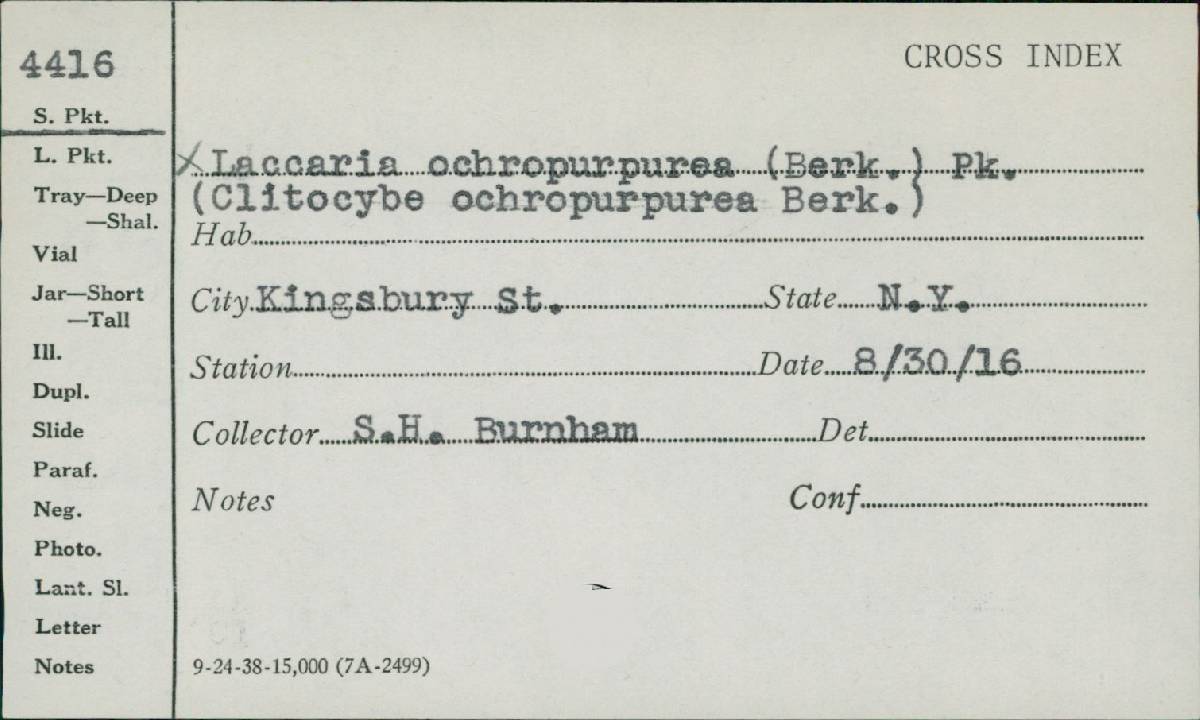 4416
CROSS INDEX
S. Pkt.
L. Pkt.
Tray—Deep
—Shal.
Vial
Jar—Short
—Tall
Ill.
Dupl.
Slide
Paraf.
Neg.
Photo.
Lant. Sl.
Letter
Notes
X Laccaria ochropurpurea (Berk.) Pk.
(Clitocybe ochropurpurea Berk.)
Hab.
City Kingsbury St. State N.Y.
Station Date 8/30/16
Collector S.H. Burnham Det.
Notes Conf.
9-24-38-15,000 (7A-2499)